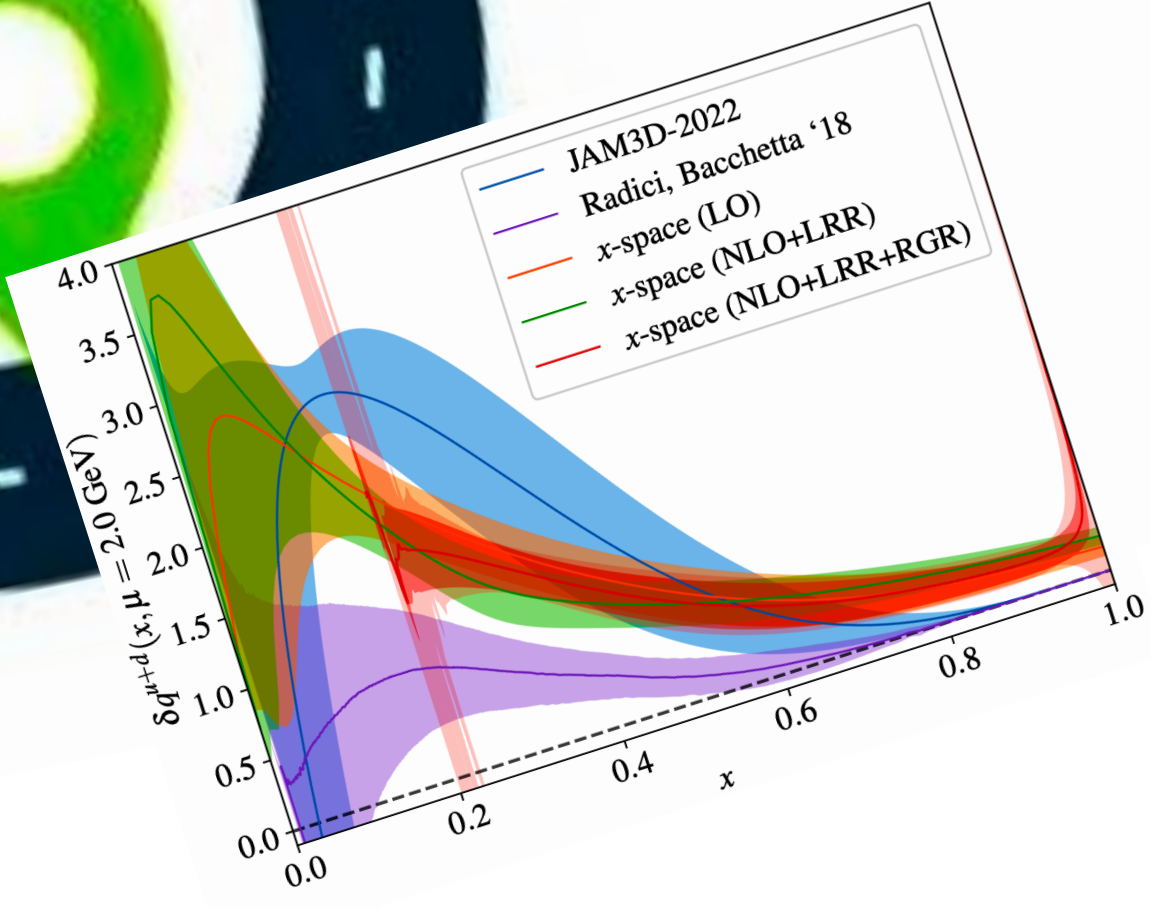 JAM3D-2022
Radici, Bacchetta ‘18
x-space (LO)
x-space (NLO+LRR)
x-space (NLO+LRR+RGR)
4.0
3.5
3.0
2.5
2.0
1.5
1.0
0.5
0.0
δq^{u+d}(x, μ = 2.0 GeV)
0.0
0.2
0.4
0.6
0.8
1.0
x